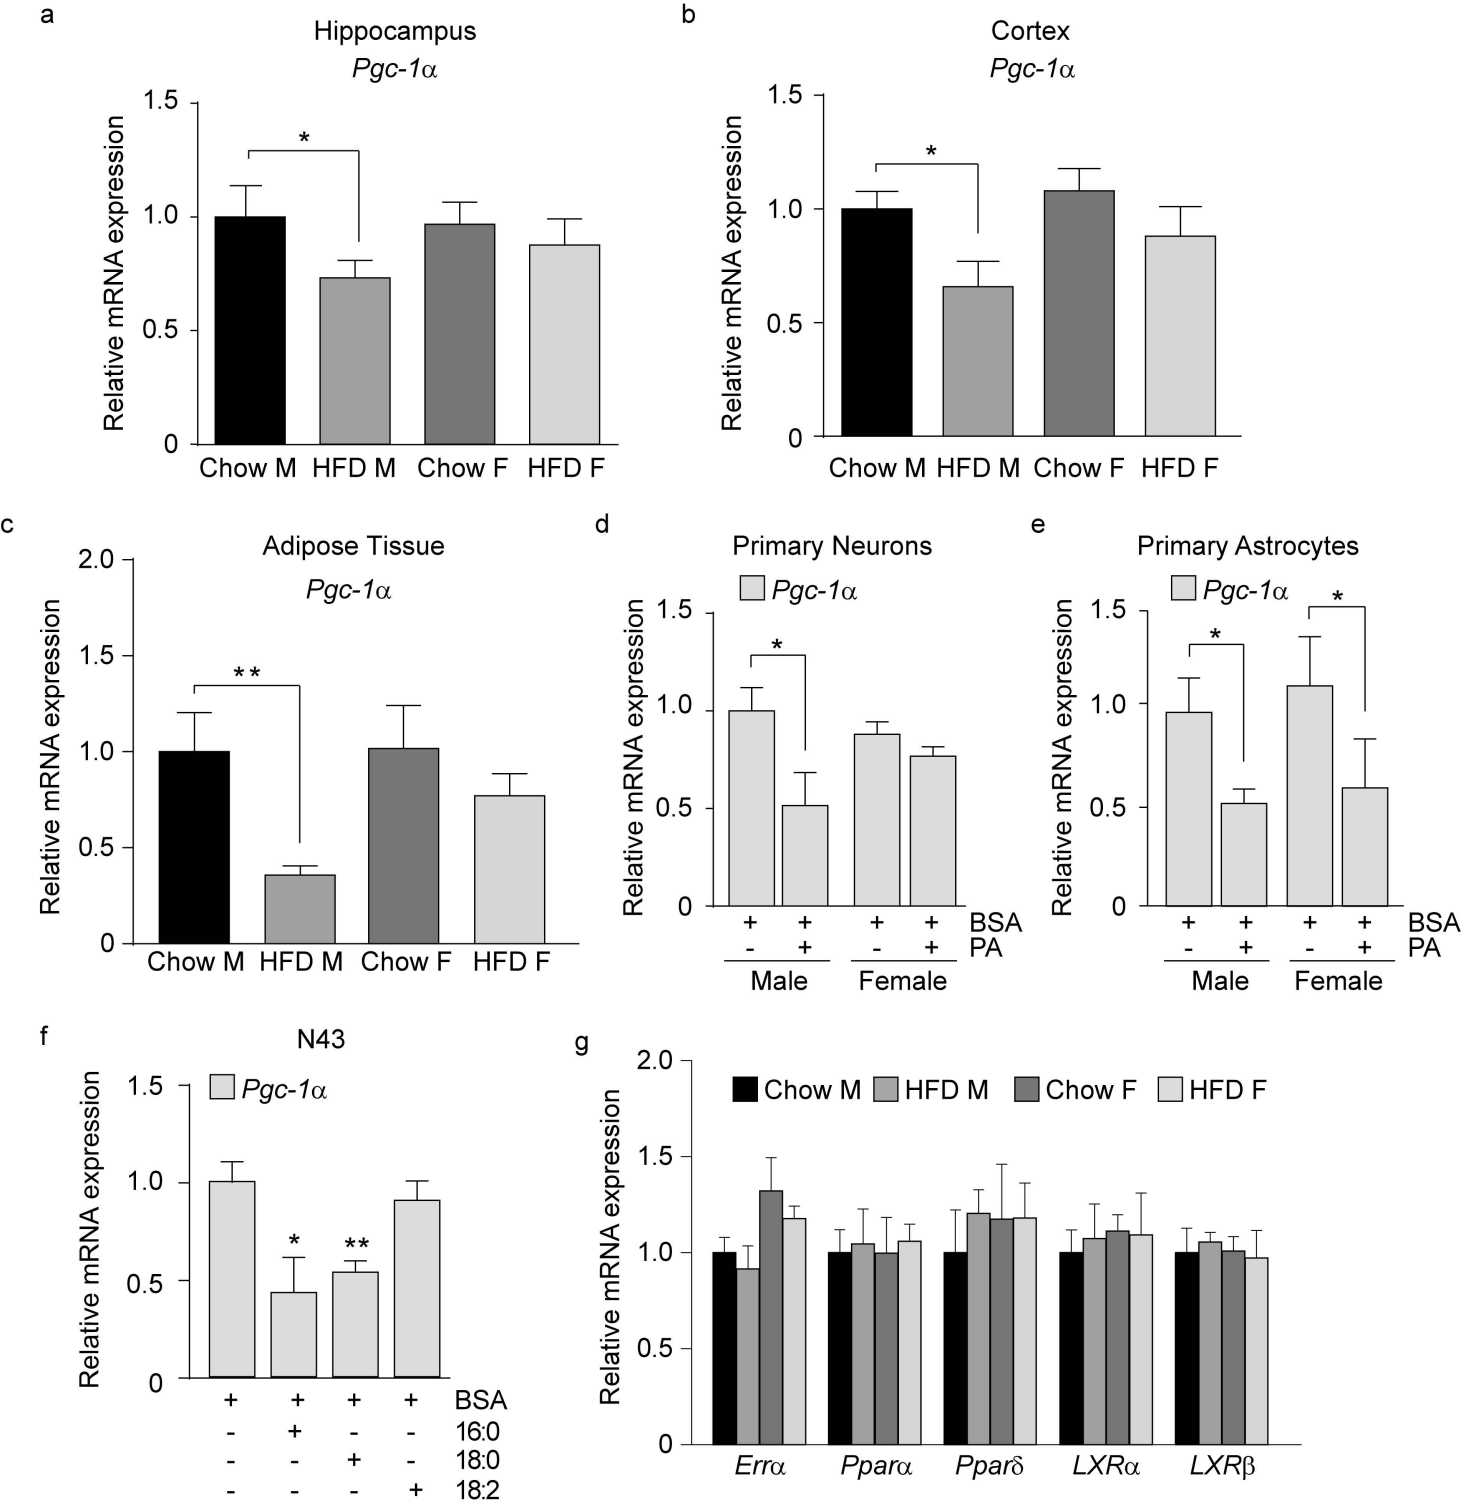 a
Hippocampus
Pgc-1α
Relative mRNA expression
1.5
1.0
0.5
0
*
Chow M HFD M Chow F HFD F
b
Cortex
Pgc-1α
Relative mRNA expression
1.5
1.0
0.5
0
*
Chow M HFD M Chow F HFD F
c
Adipose Tissue
Pgc-1α
Relative mRNA expression
2.0
1.5
1.0
0.5
0
**
Chow M HFD M Chow F HFD F
d
Primary Neurons
Pgc-1α
Relative mRNA expression
1.5
1.0
0.5
0
*
+ + + + BSA
- + - + PA
Male Female
e
Primary Astrocytes
Pgc-1α
Relative mRNA expression
1.5
1.0
0.5
0
* *
+ + + + BSA
- + - + PA
Male Female
f
N43
Pgc-1α
Relative mRNA expression
1.5
1.0
0.5
0
* **
+ + + + BSA
- + - - 16:0
- - + - 18:0
- - - + 18:2
g
Chow M HFD M Chow F HFD F
Relative mRNA expression
2.0
1.5
1.0
0.5
0
Errα Pparα Pparδ LXRα LXRβ